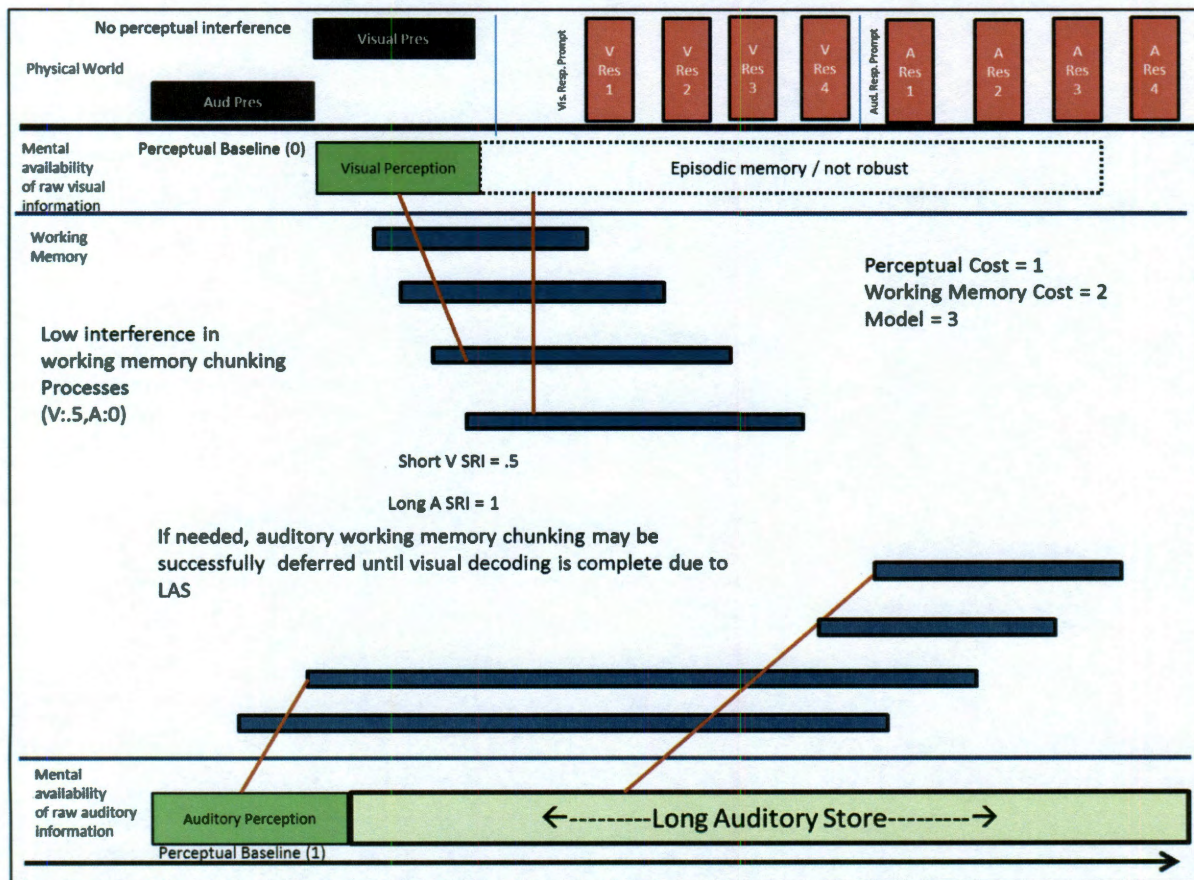 No perceptual interference
Visual Pres
Physical World
Aud Pres
Vis. Resp. Prompt
V
Res
1
V
Res
2
V
Res
3
V
Res
4
Aud. Resp. Prompt
A
Res
1
A
Res
2
A
Res
3
A
Res
4
Mental
availability
of raw visual
information
Perceptual Baseline (0)
Visual Perception
Episodic memory / not robust
Working
Memory
Perceptual Cost = 1
Working Memory Cost = 2
Model = 3
Low interference in
working memory chunking
Processes
(V:.5,A:0)
Short V SRI = .5
Long A SRI = 1
If needed, auditory working memory chunking may be
successfully deferred until visual decoding is complete due to
LAS
Mental
availability
of raw auditory
information
Auditory Perception
←--------Long Auditory Store--------→
Perceptual Baseline (1)